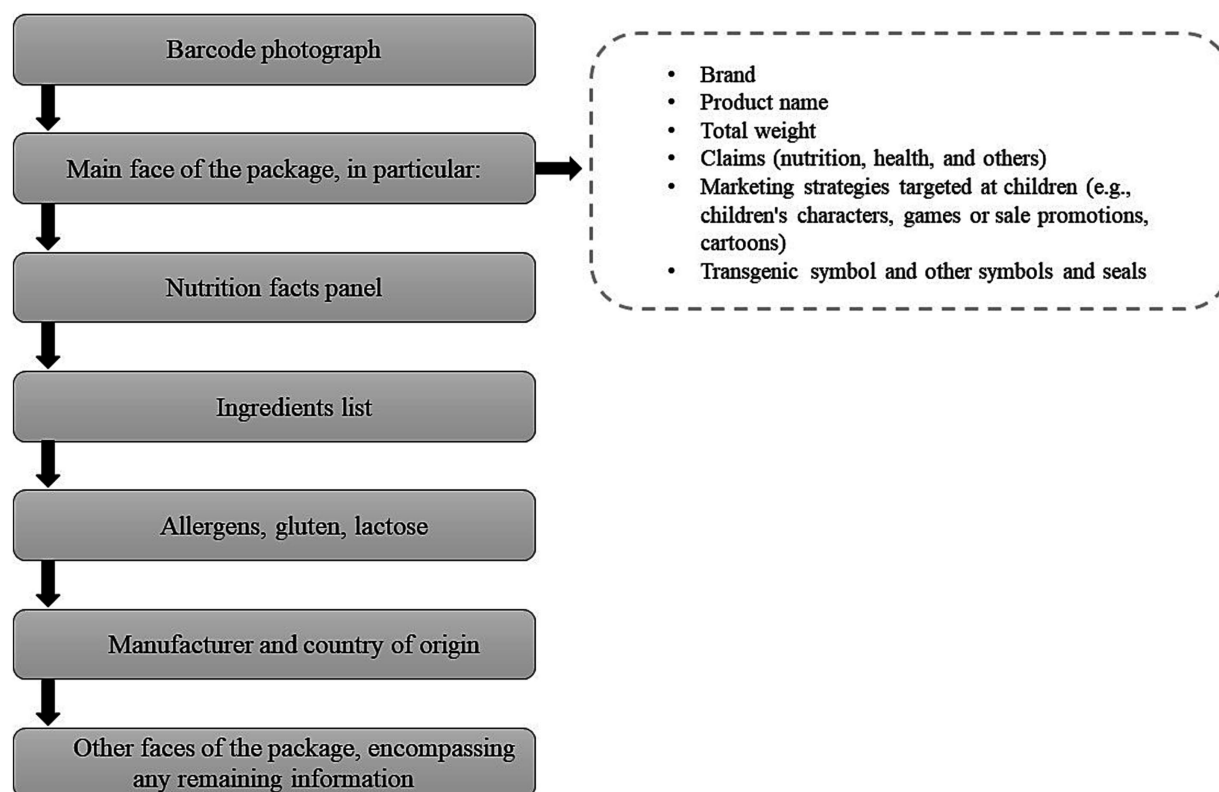 Barcode photograph
Main face of the package, in particular:
• Brand
• Product name
• Total weight
• Claims (nutrition, health, and others)
• Marketing strategies targeted at children (e.g.,
children's characters, games or sale promotions,
cartoons)
• Transgenic symbol and other symbols and seals
Nutrition facts panel
Ingredients list
Allergens, gluten, lactose
Manufacturer and country of origin
Other faces of the package, encompassing
any remaining information